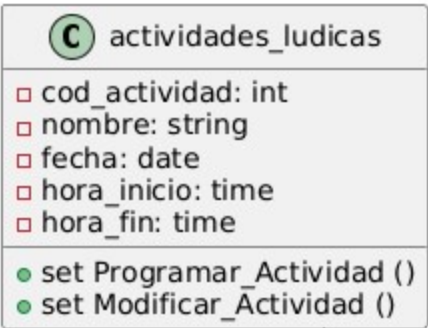 C actividades_ludicas
cod_actividad: int
nombre: string
fecha: date
hora_inicio: time
hora_fin: time
set Programar_Actividad ()
set Modificar_Actividad ()